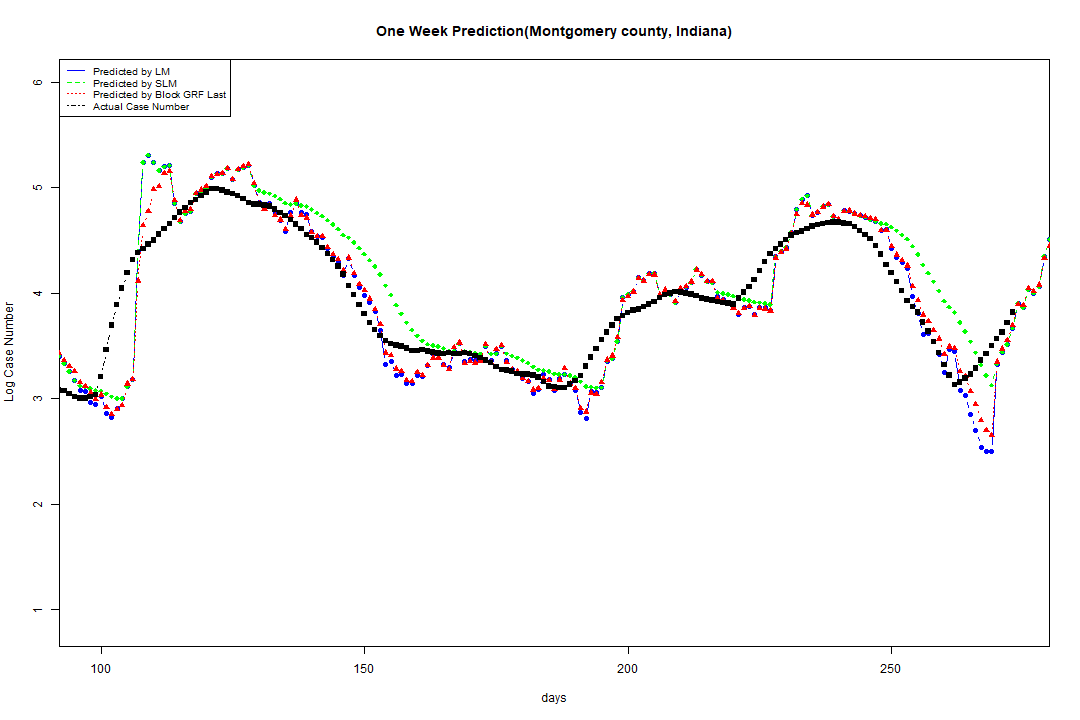 One Week Prediction(Montgomery county, Indiana)
Predicted by LM
Predicted by SLM
Predicted by Block GRF Last
Actual Case Number
Log Case Number
6
5
4
3
2
1
100
150
200
250
days